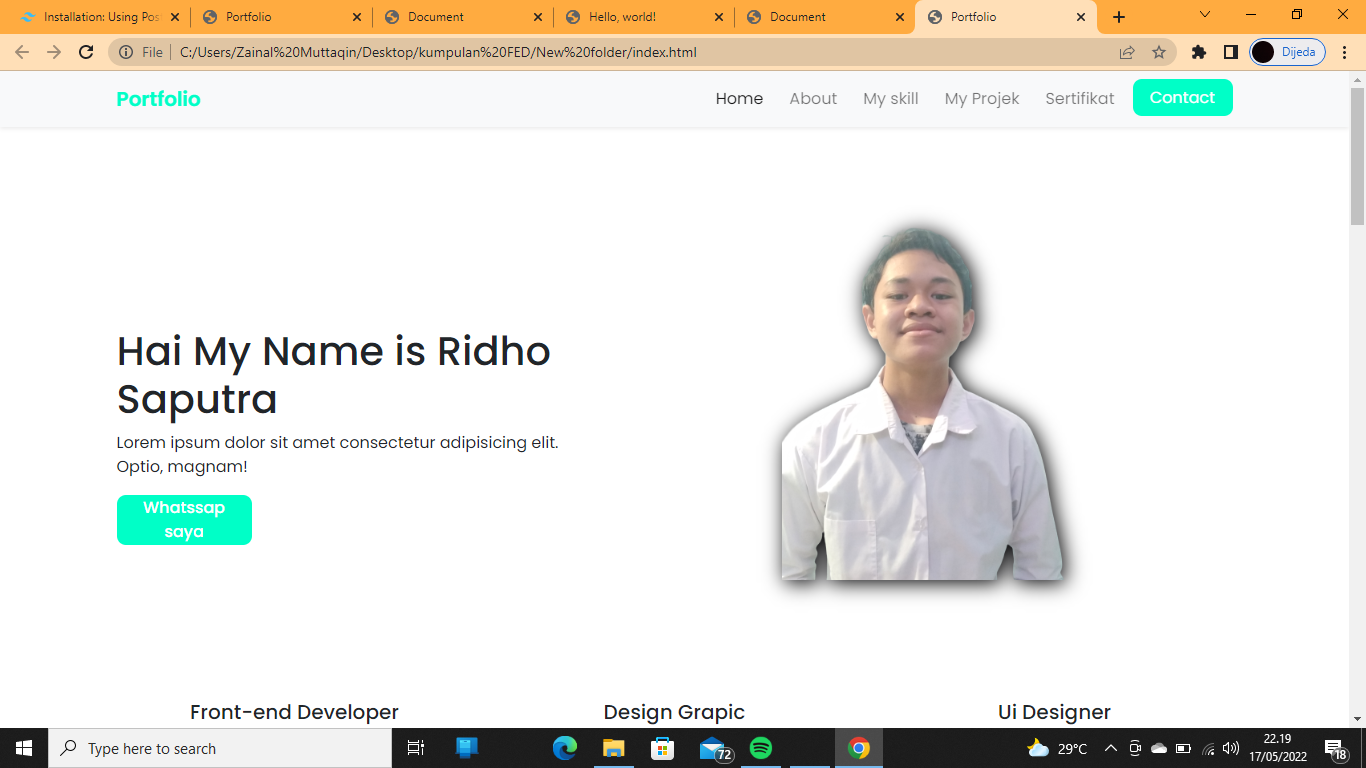 Installation: Using Pos
Portfolio
Document
Hello, world!
Document
Portfolio
File
C:/Users/Zainal%20Muttaqin/Desktop/kumpulan%20FED/New%20folder/index.html
Dijeda
Portfolio
Home
About
My skill
My Projek
Sertifikat
Contact
Hai My Name is Ridho
Saputra
Lorem ipsum dolor sit amet consectetur adipisicing elit.
Optio, magnam!
Whatssap
saya
Front-end Developer
Design Grapic
Ui Designer
Type here to search
72
29°C
22.19
17/05/2022
18